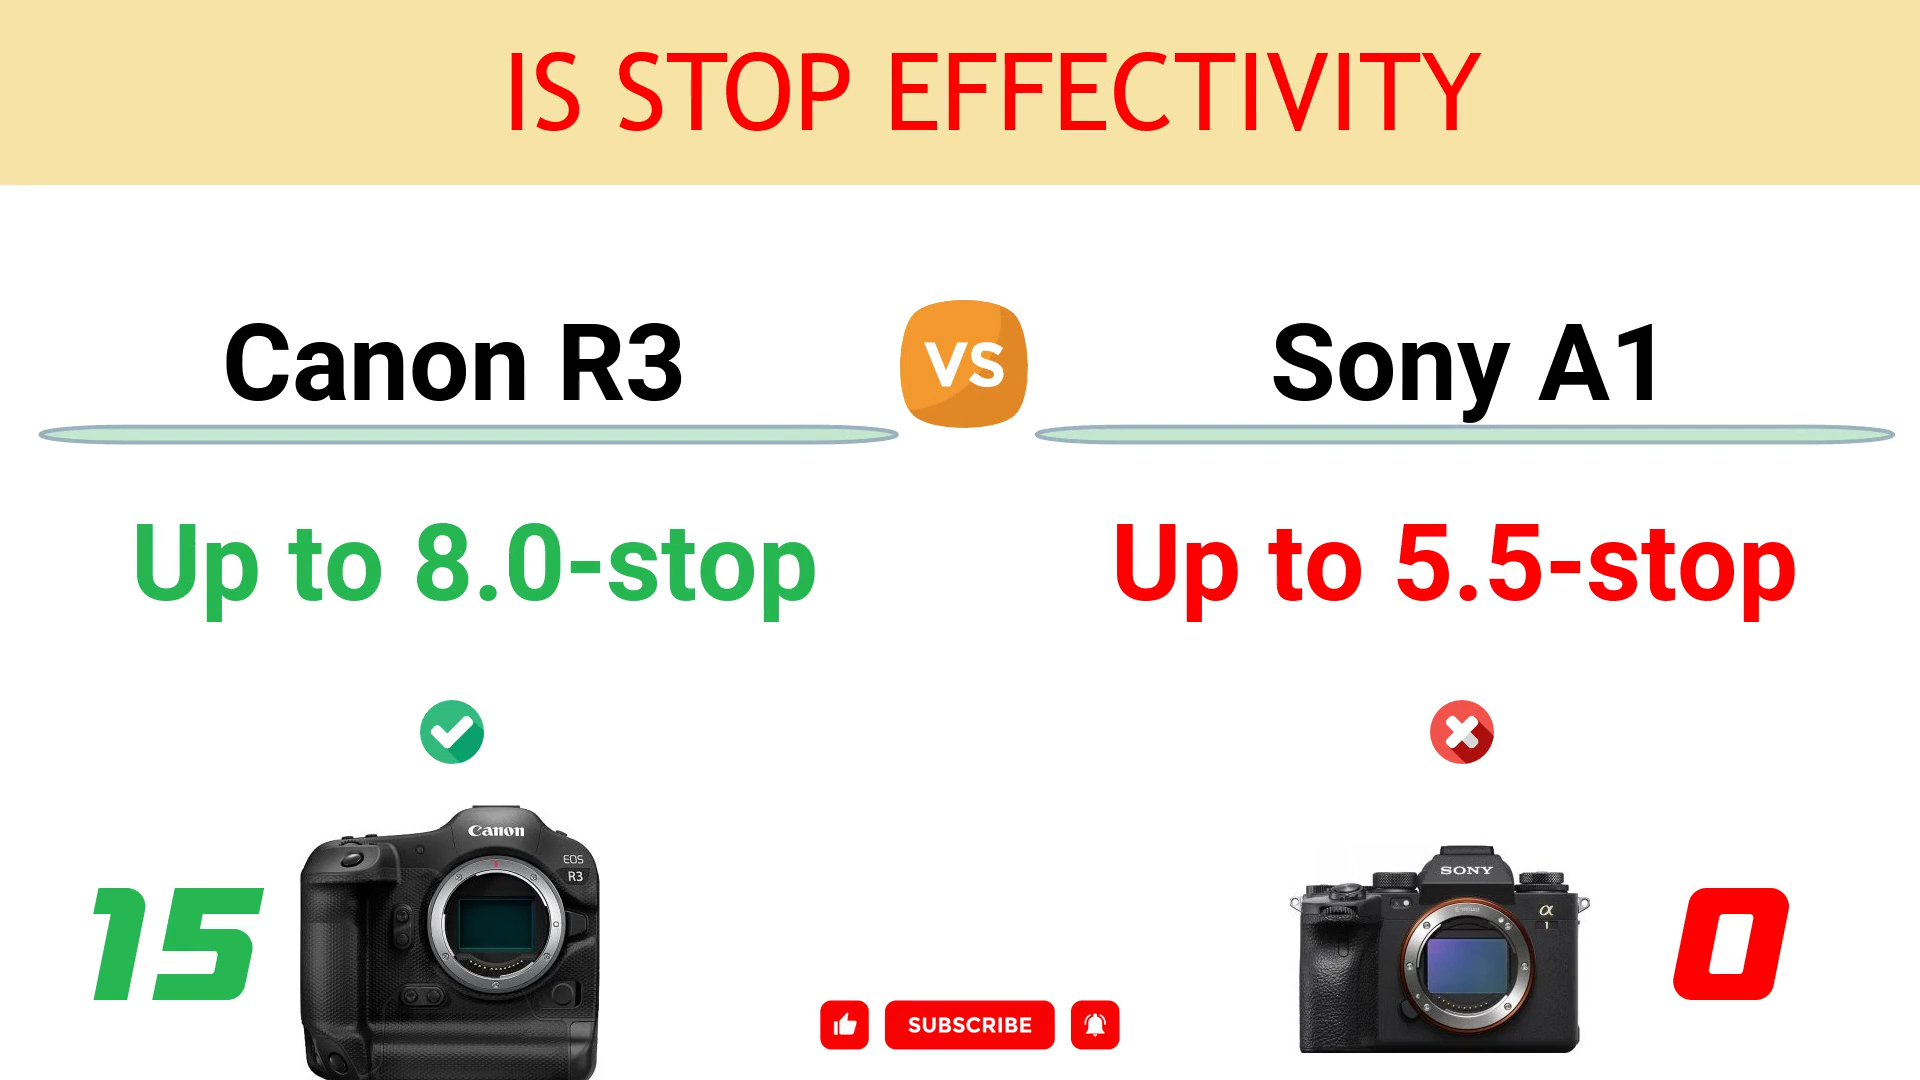 IS STOP EFFECTIVITY
Canon R3
VS
Sony A1
Up to 8.0-stop
Up to 5.5-stop
Canon
EOS
R3
15
SONY
α
1
0
SUBSCRIBE